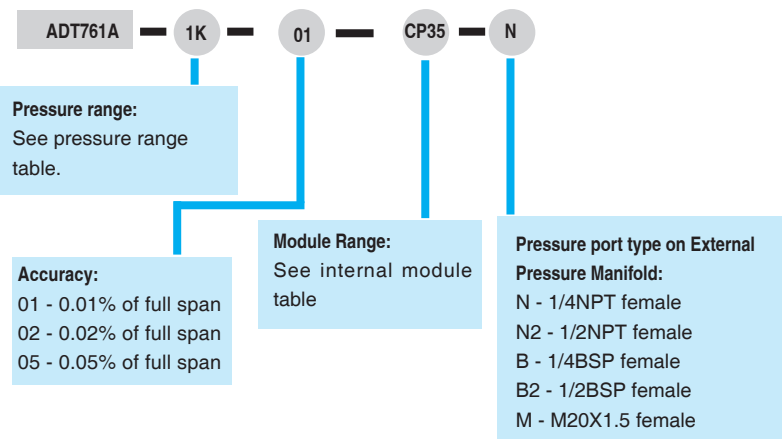 ADT761A 1K 01 CP35 N
Pressure range:
See pressure range
table.
Accuracy:
01 - 0.01% of full span
02 - 0.02% of full span
05 - 0.05% of full span
Module Range:
See internal module
table
Pressure port type on External
Pressure Manifold:
N - 1/4NPT female
N2 - 1/2NPT female
B - 1/4BSP female
B2 - 1/2BSP female
M - M20X1.5 female